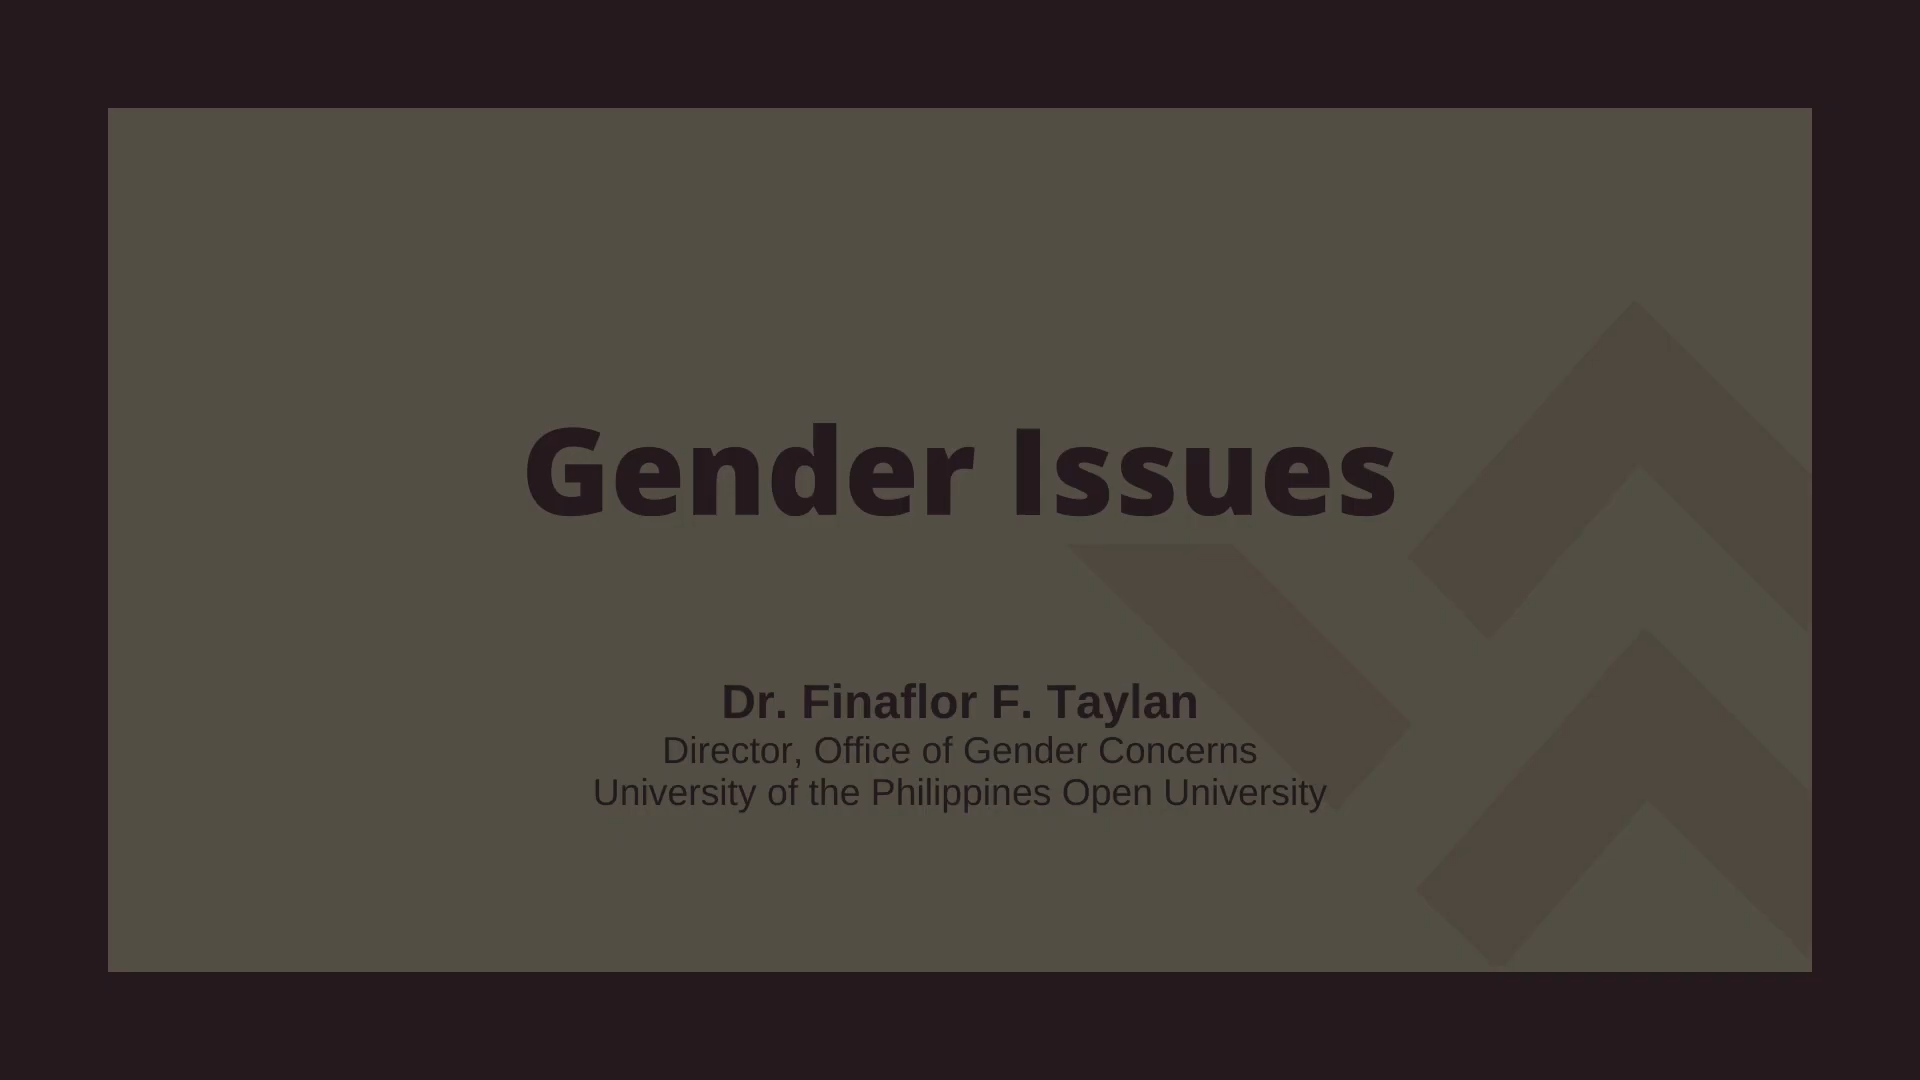 Gender Issues
Dr. Finaflor F. Taylan
Director, Office of Gender Concerns
University of the Philippines Open University